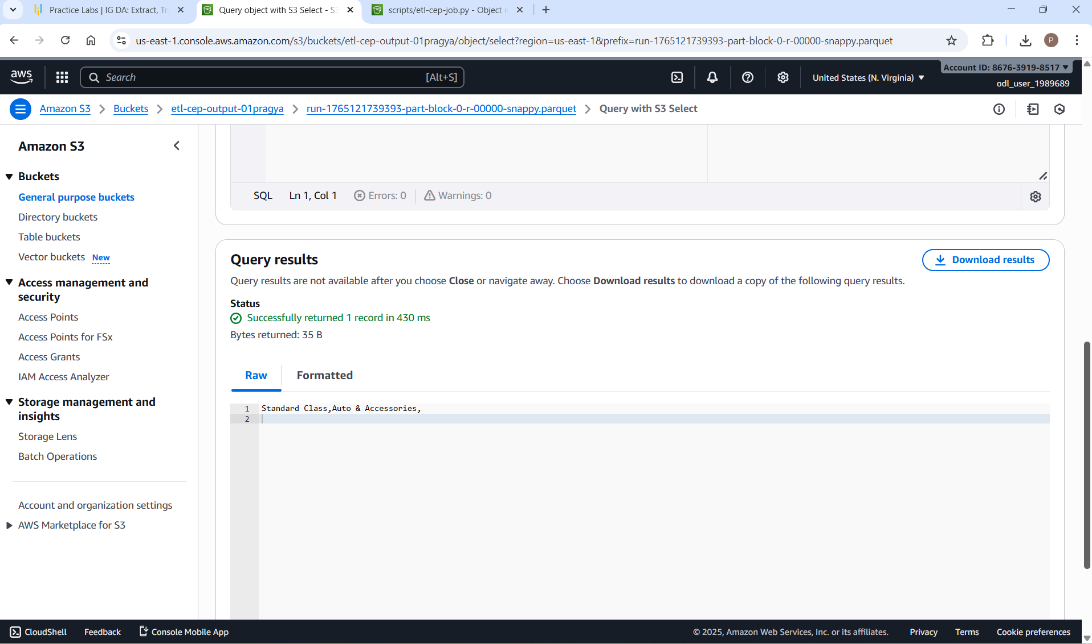 Practice Labs | IG DA: Extract, Tr
Query object with S3 Select - S3
scripts/etl-cep-job.py - Object i
us-east-1.console.aws.amazon.com/s3/buckets/etl-cep-output-01pragya/object/select?region=us-east-1&prefix=run-1765121739393-part-block-0-r-00000-snappy.parquet
P
aws
Search
[Alt+S]
United States (N. Virginia)
Account ID: 8676-3919-8517
odl_user_1989689
Amazon S3
Buckets
etl-cep-output-01pragya
run-1765121739393-part-block-0-r-00000-snappy.parquet
Query with S3 Select
Amazon S3
Buckets
General purpose buckets
Directory buckets
Table buckets
Vector buckets New
Access management and
security
Access Points
Access Points for FSx
Access Grants
IAM Access Analyzer
Storage management and
insights
Storage Lens
Batch Operations
Account and organization settings
AWS Marketplace for S3
SQL Ln 1, Col 1 Errors: 0 Warnings: 0
Query results
Download results
Query results are not available after you choose Close or navigate away. Choose Download results to download a copy of the following query results.
Status
Successfully returned 1 record in 430 ms
Bytes returned: 35 B
Raw Formatted
1 Standard Class,Auto & Accessories,
2
CloudShell Feedback Console Mobile App
© 2025, Amazon Web Services, Inc. or its affiliates. Privacy Terms Cookie preferences